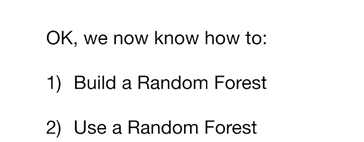 OK, we now know how to:
1) Build a Random Forest
2) Use a Random Forest